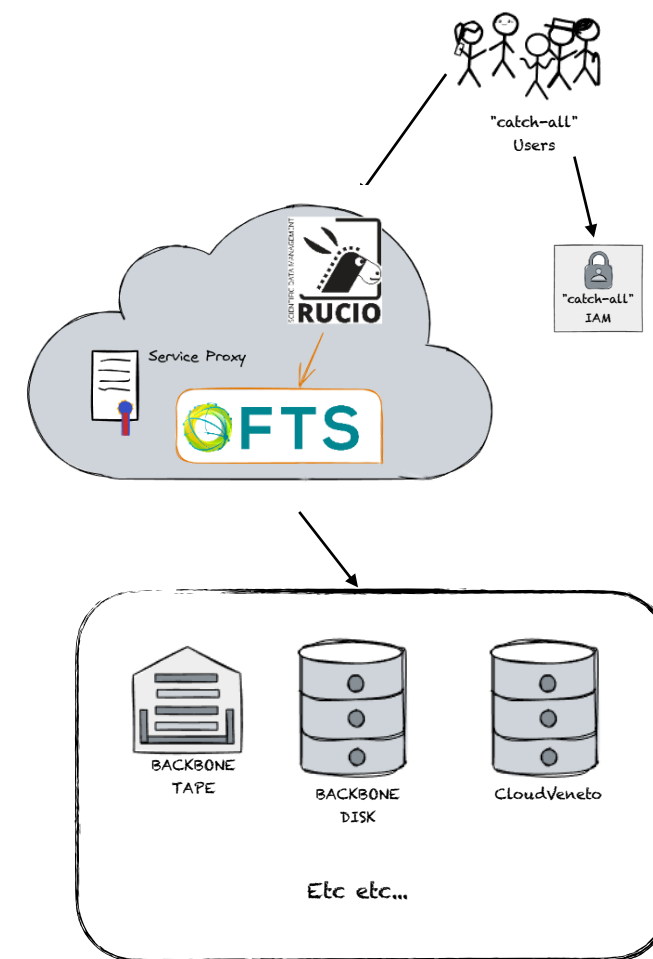 "catch-all"
Users
"catch-all"
IAM
SCIENTIFIC DATA MANAGEMENT
RUCIO
Service Proxy
FTS
BACKBONE
TAPE
BACKBONE
DISK
CloudVeneto
Etc etc...